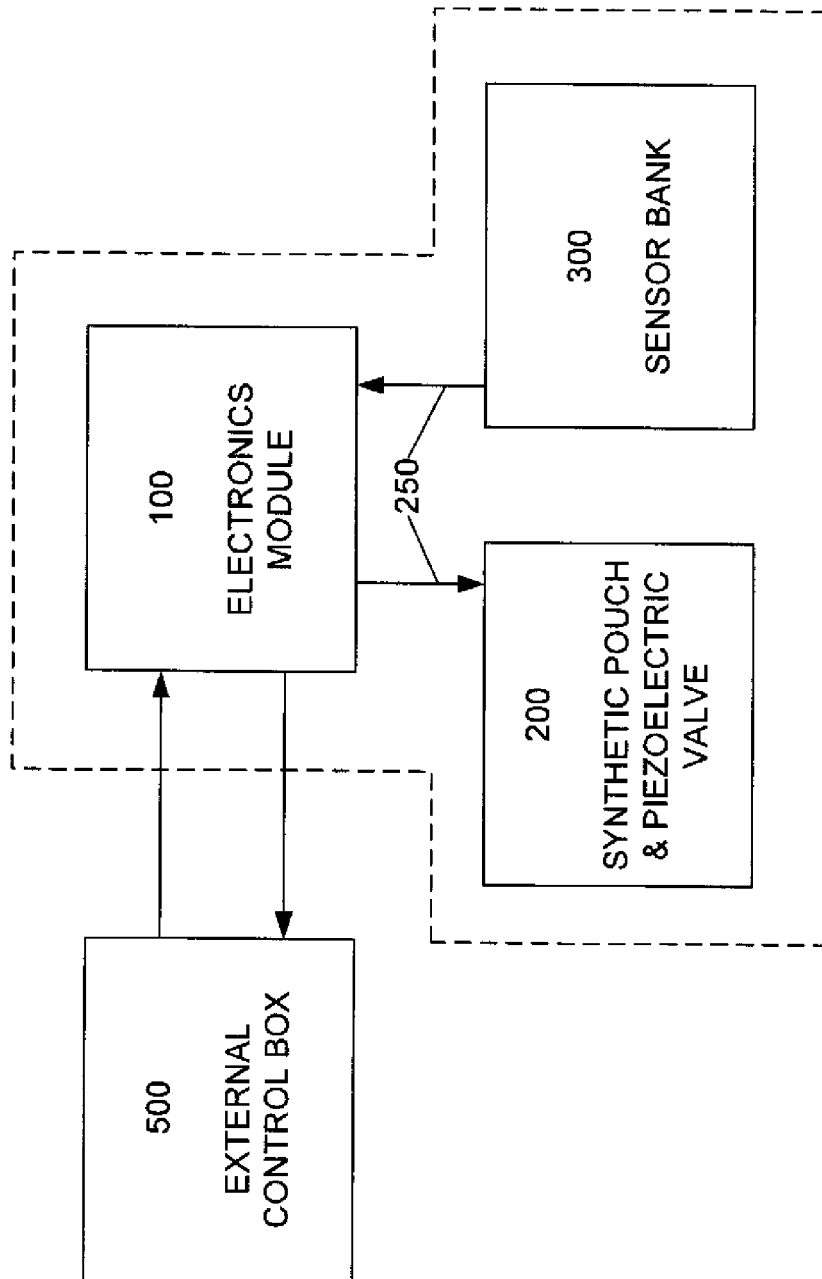 500
EXTERNAL
CONTROL BOX
100
ELECTRONICS
MODULE
250
200
SYNTHETIC POUCH
& PIEZOELECTRIC
VALVE
300
SENSOR BANK